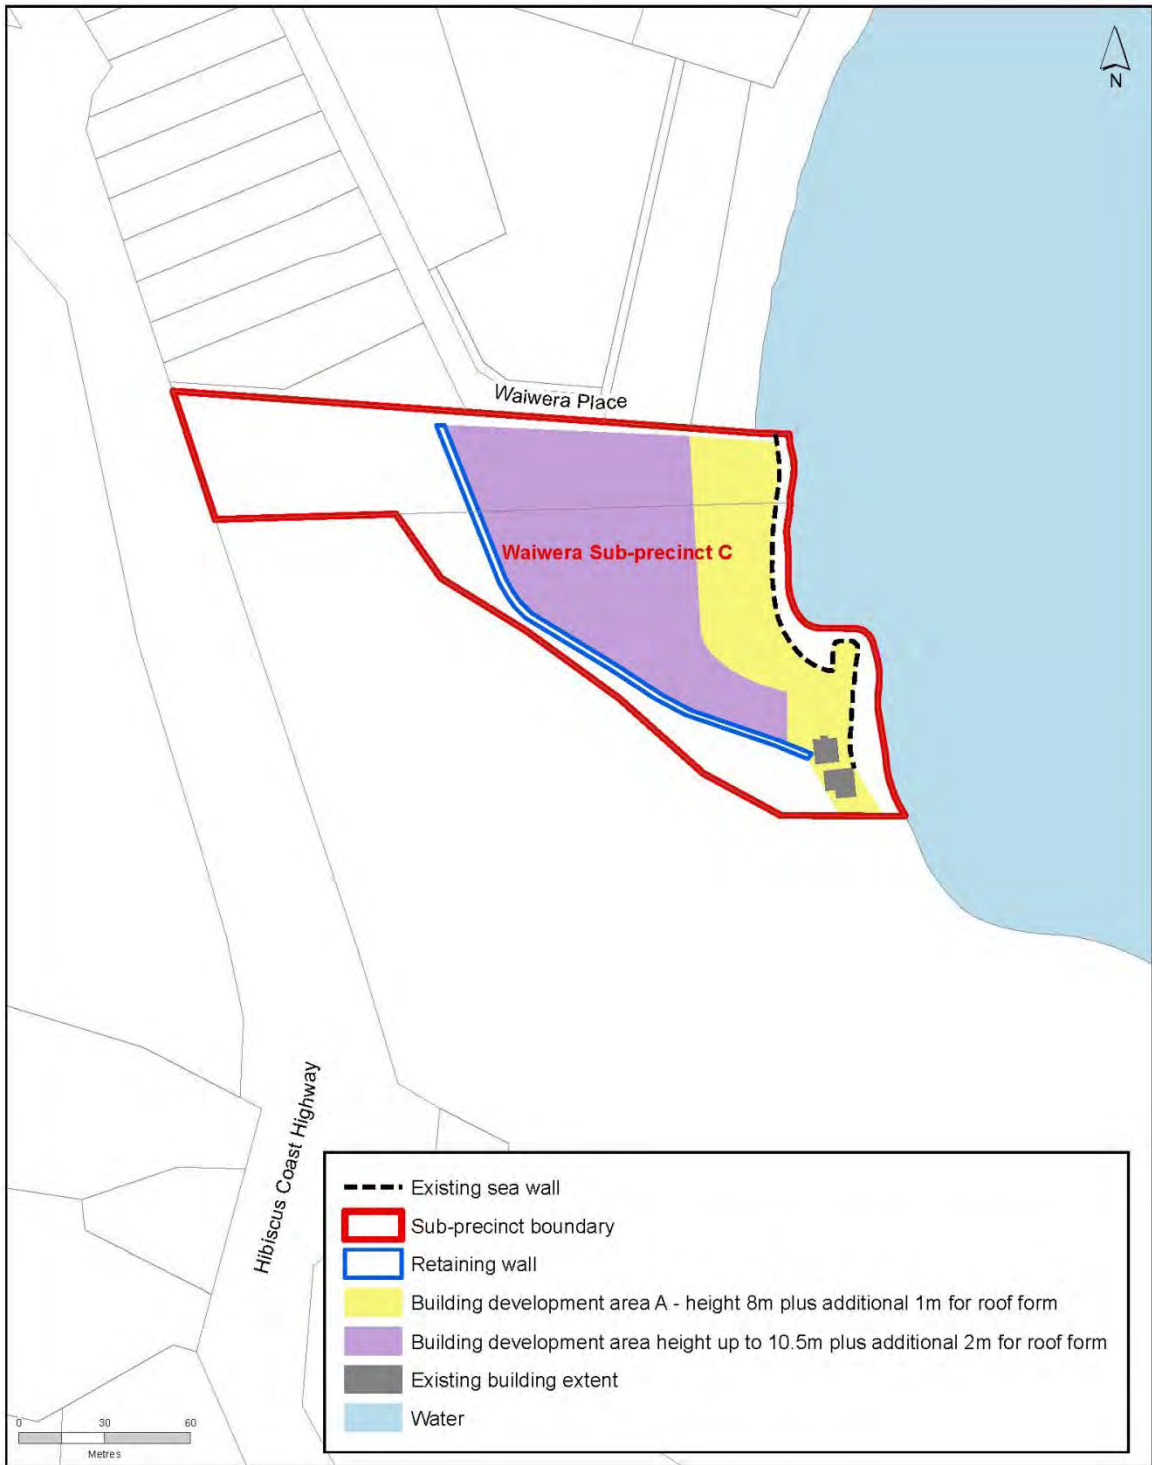 N
Waiwera Place
Waiwera Sub-precinct C
Hibiscus Coast Highway
Existing sea wall
Sub-precinct boundary
Retaining wall
Building development area A - height 8m plus additional 1m for roof form
Building development area height up to 10.5m plus additional 2m for roof form
Existing building extent
Water
0 30 60
Metres